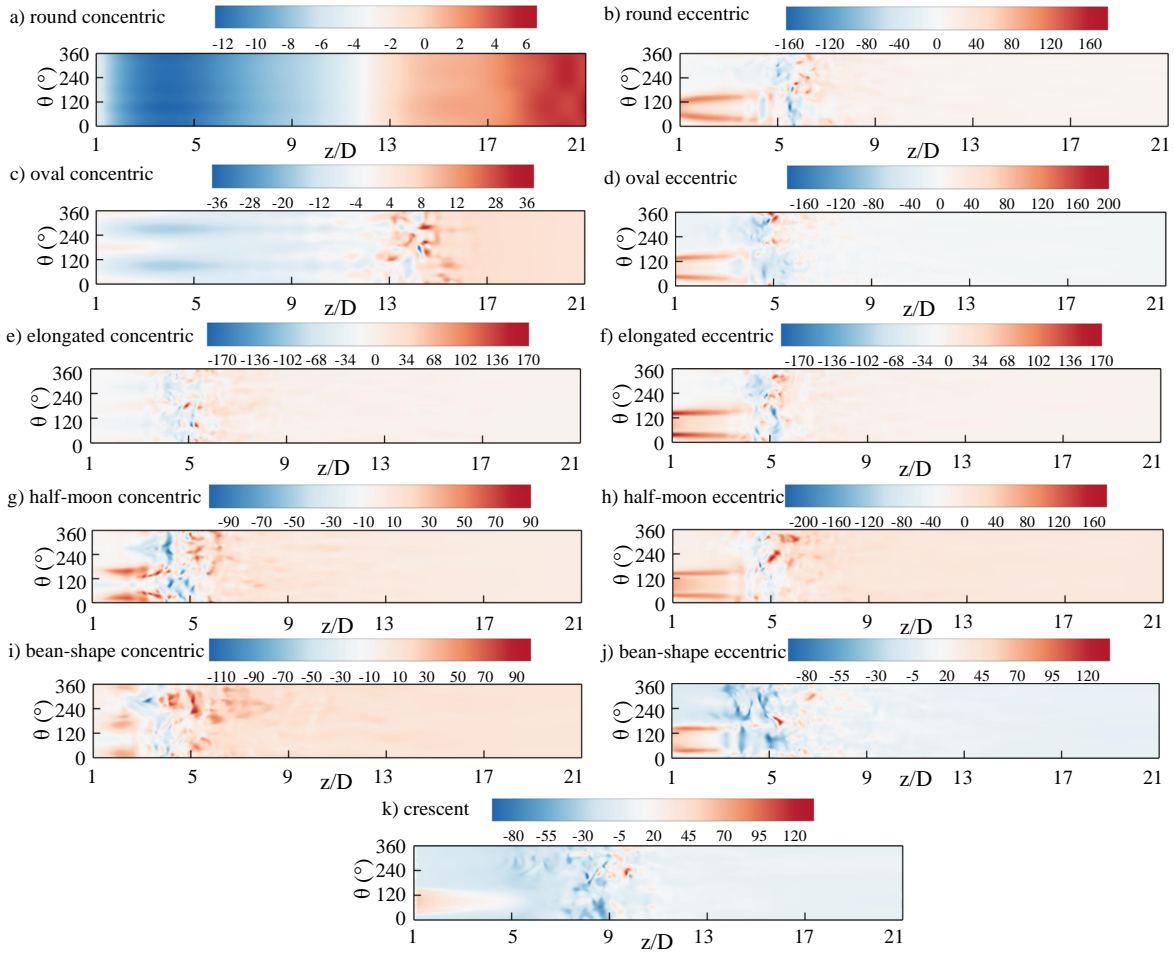 a) round concentric
-12 -10 -8 -6 -4 -2 0 2 4 6
θ (°)
360
240
120
0
1 5 9 13 17 21
z/D
b) round eccentric
-160 -120 -80 -40 0 40 80 120 160
θ (°)
360
240
120
0
1 5 9 13 17 21
z/D
c) oval concentric
-36 -28 -20 -12 -4 4 8 12 28 36
θ (°)
360
240
120
0
1 5 9 13 17 21
z/D
d) oval eccentric
-160 -120 -80 -40 0 40 80 120 160 200
θ (°)
360
240
120
0
1 5 9 13 17 21
z/D
e) elongated concentric
-170 -136 -102 -68 -34 0 34 68 102 136 170
θ (°)
360
240
120
0
1 5 9 13 17 21
z/D
f) elongated eccentric
-170 -136 -102 -68 -34 0 34 68 102 136 170
θ (°)
360
240
120
0
1 5 9 13 17 21
z/D
g) half-moon concentric
-90 -70 -50 -30 -10 10 30 50 70 90
θ (°)
360
240
120
0
1 5 9 13 17 21
z/D
h) half-moon eccentric
-200 -160 -120 -80 -40 0 40 80 120 160
θ (°)
360
240
120
0
1 5 9 13 17 21
z/D
i) bean-shape concentric
-110 -90 -70 -50 -30 -10 10 30 50 70 90
θ (°)
360
240
120
0
1 5 9 13 17 21
z/D
j) bean-shape eccentric
-80 -55 -30 -5 20 45 70 95 120
θ (°)
360
240
120
0
1 5 9 13 17 21
z/D
k) crescent
-80 -55 -30 -5 20 45 70 95 120
θ (°)
360
240
120
0
1 5 9 13 17 21
z/D